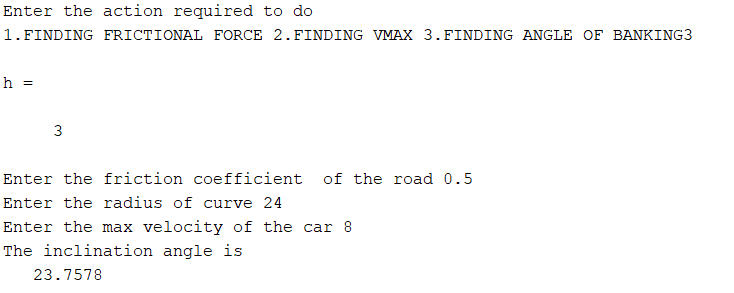 Enter the action required to do
1.FINDING FRICTIONAL FORCE 2.FINDING VMAX 3.FINDING ANGLE OF BANKING3
h =
3
Enter the friction coefficient  of the road 0.5
Enter the radius of curve 24
Enter the max velocity of the car 8
The inclination angle is
23.7578